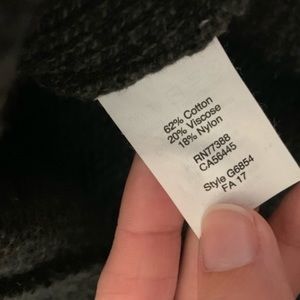 62% Cotton
20% Viscose
18% Nylon
RN77388
CA56445
Style G6854
FA 17